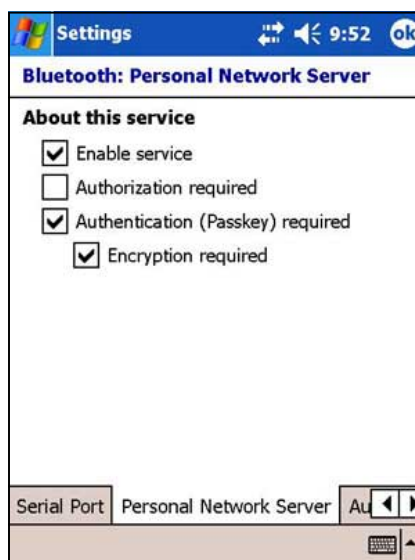 Settings 9:52 ok
Bluetooth: Personal Network Server
About this service
Enable service
Authorization required
Authentication (Passkey) required
Encryption required
Serial Port Personal Network Server Au